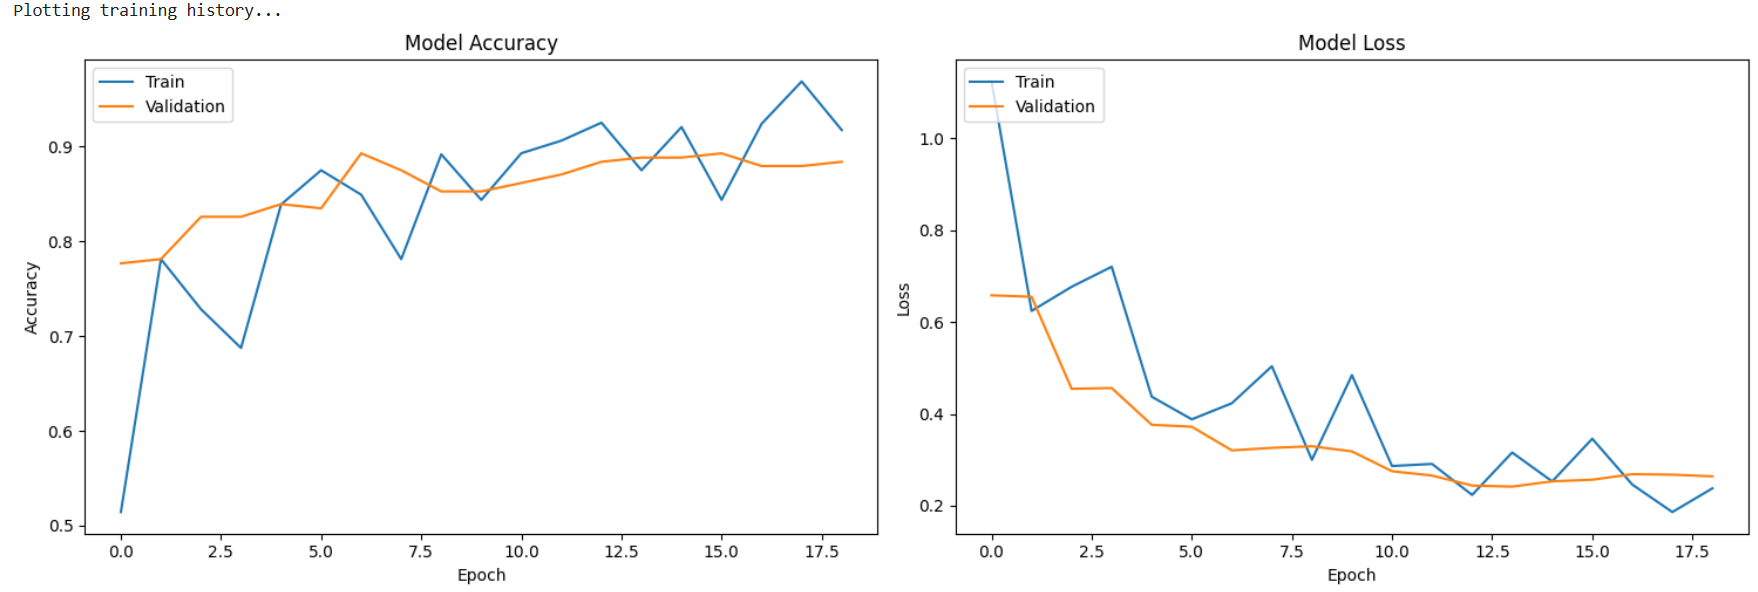 Plotting training history...
Model Accuracy
Train
Validation
0.9
0.8
0.7
0.6
0.5
Accuracy
0.0 2.5 5.0 7.5 10.0 12.5 15.0 17.5
Epoch
Model Loss
Train
Validation
1.0
0.8
0.6
0.4
0.2
Loss
0.0 2.5 5.0 7.5 10.0 12.5 15.0 17.5
Epoch